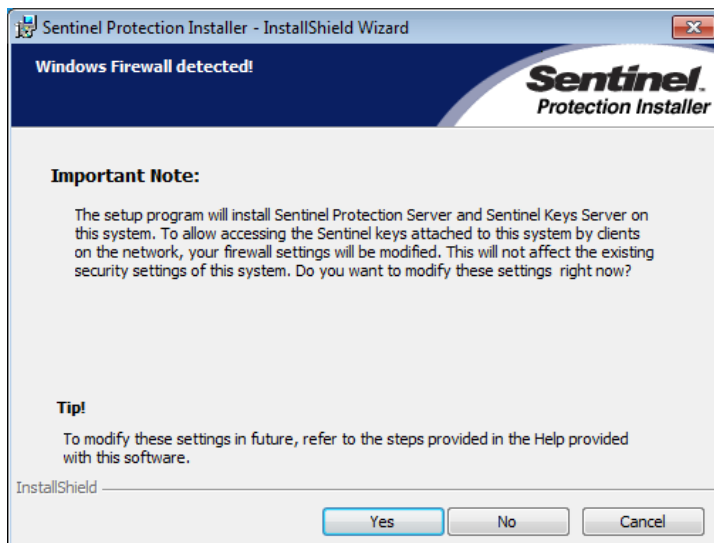 Sentinel Protection Installer - InstallShield Wizard
Windows Firewall detected!
Sentinel.
Protection Installer
Important Note:
The setup program will install Sentinel Protection Server and Sentinel Keys Server on
this system. To allow accessing the Sentinel keys attached to this system by clients
on the network, your firewall settings will be modified. This will not affect the existing
security settings of this system. Do you want to modify these settings right now?
Tip!
To modify these settings in future, refer to the steps provided in the Help provided
with this software.
InstallShield
Yes No Cancel